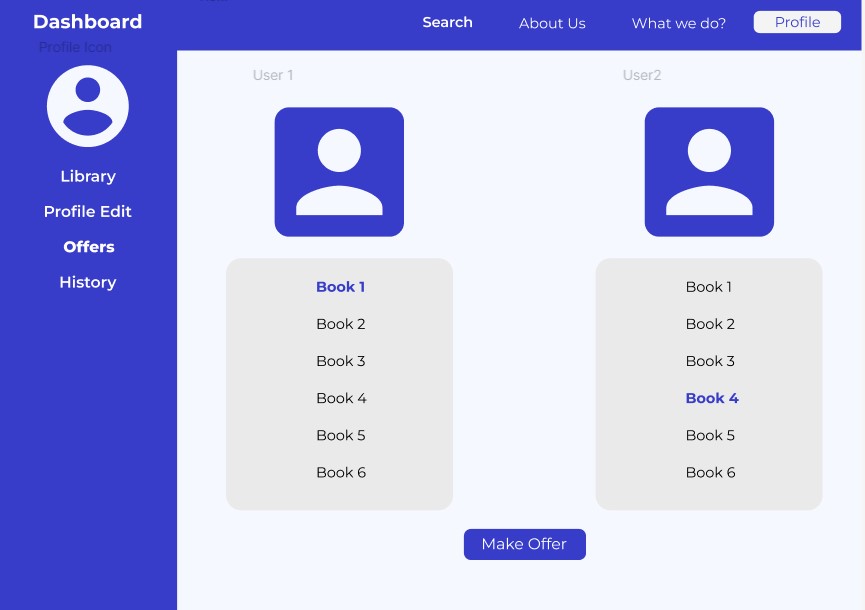 Dashboard
Search
About Us
What we do?
Profile
Profile Icon
Library
Profile Edit
Offers
History
User 1
User2
Book 1
Book 2
Book 3
Book 4
Book 5
Book 6
Book 1
Book 2
Book 3
Book 4
Book 5
Book 6
Make Offer